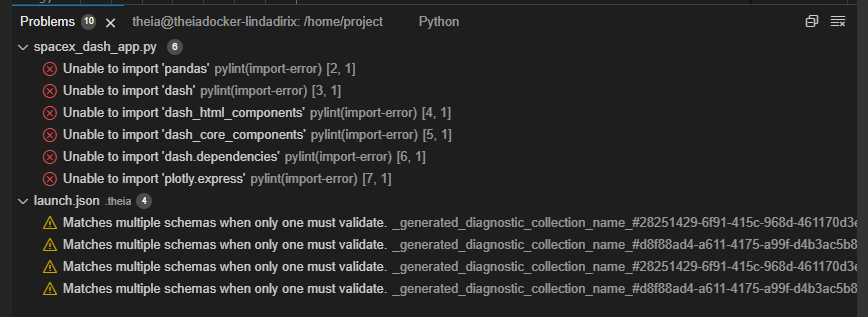 Problems 10 theia@theiadocker-lindadirix: /home/project Python
spacex_dash_app.py 6
Unable to import 'pandas' pylint(import-error) [2, 1]
Unable to import 'dash' pylint(import-error) [3, 1]
Unable to import 'dash_html_components' pylint(import-error) [4, 1]
Unable to import 'dash_core_components' pylint(import-error) [5, 1]
Unable to import 'dash.dependencies' pylint(import-error) [6, 1]
Unable to import 'plotly.express' pylint(import-error) [7, 1]
launch.json .theia 4
Matches multiple schemas when only one must validate. _generated_diagnostic_collection_name_#28251429-6f91-415c-968d-461170d3e
Matches multiple schemas when only one must validate. _generated_diagnostic_collection_name_#d8f88ad4-a611-4175-a99f-d4b3ac5b8
Matches multiple schemas when only one must validate. _generated_diagnostic_collection_name_#28251429-6f91-415c-968d-461170d3e
Matches multiple schemas when only one must validate. _generated_diagnostic_collection_name_#d8f88ad4-a611-4175-a99f-d4b3ac5b8